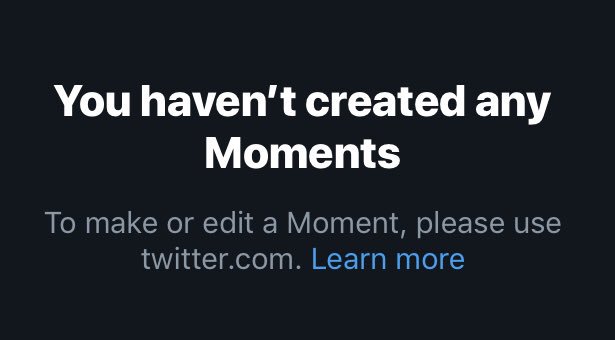 You haven’t created any
Moments
To make or edit a Moment, please use
twitter.com. Learn more